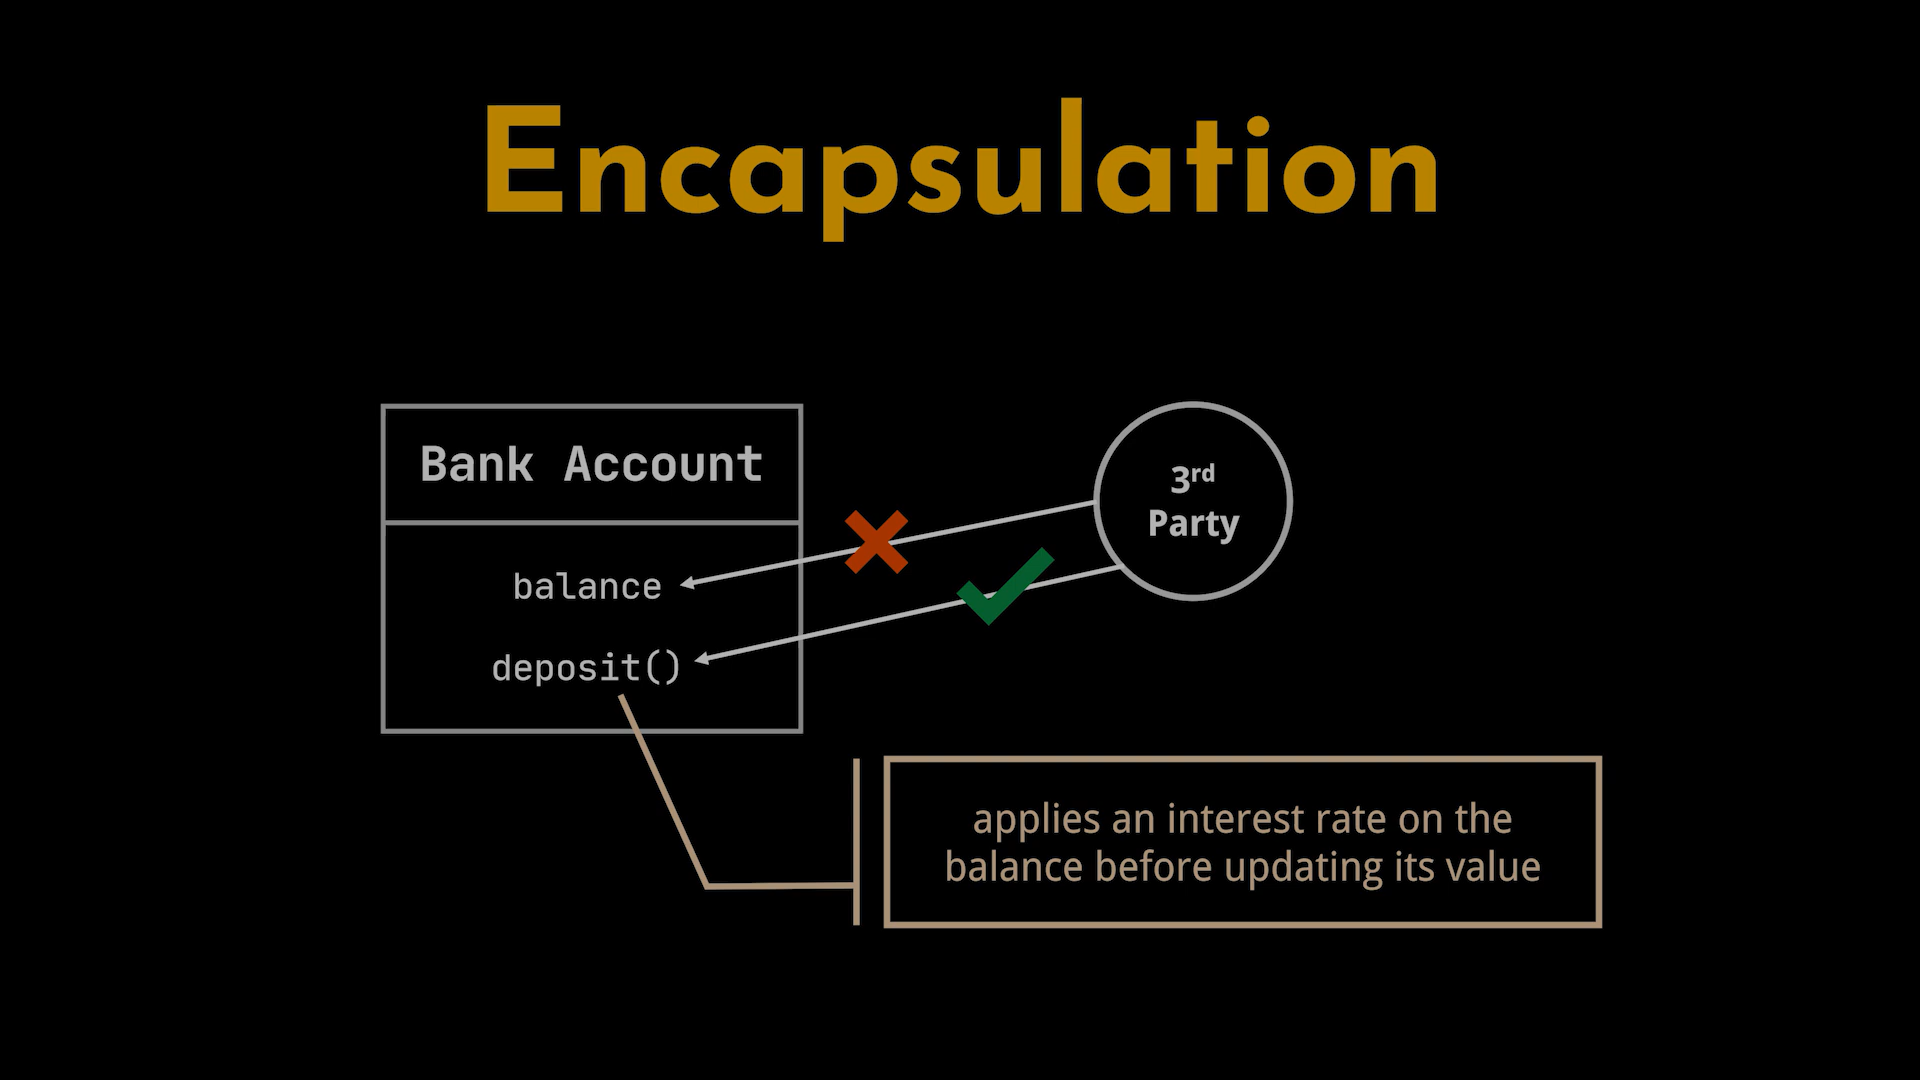 Encapsulation
Bank Account
balance
deposit()
3rd
Party
applies an interest rate on the
balance before updating its value